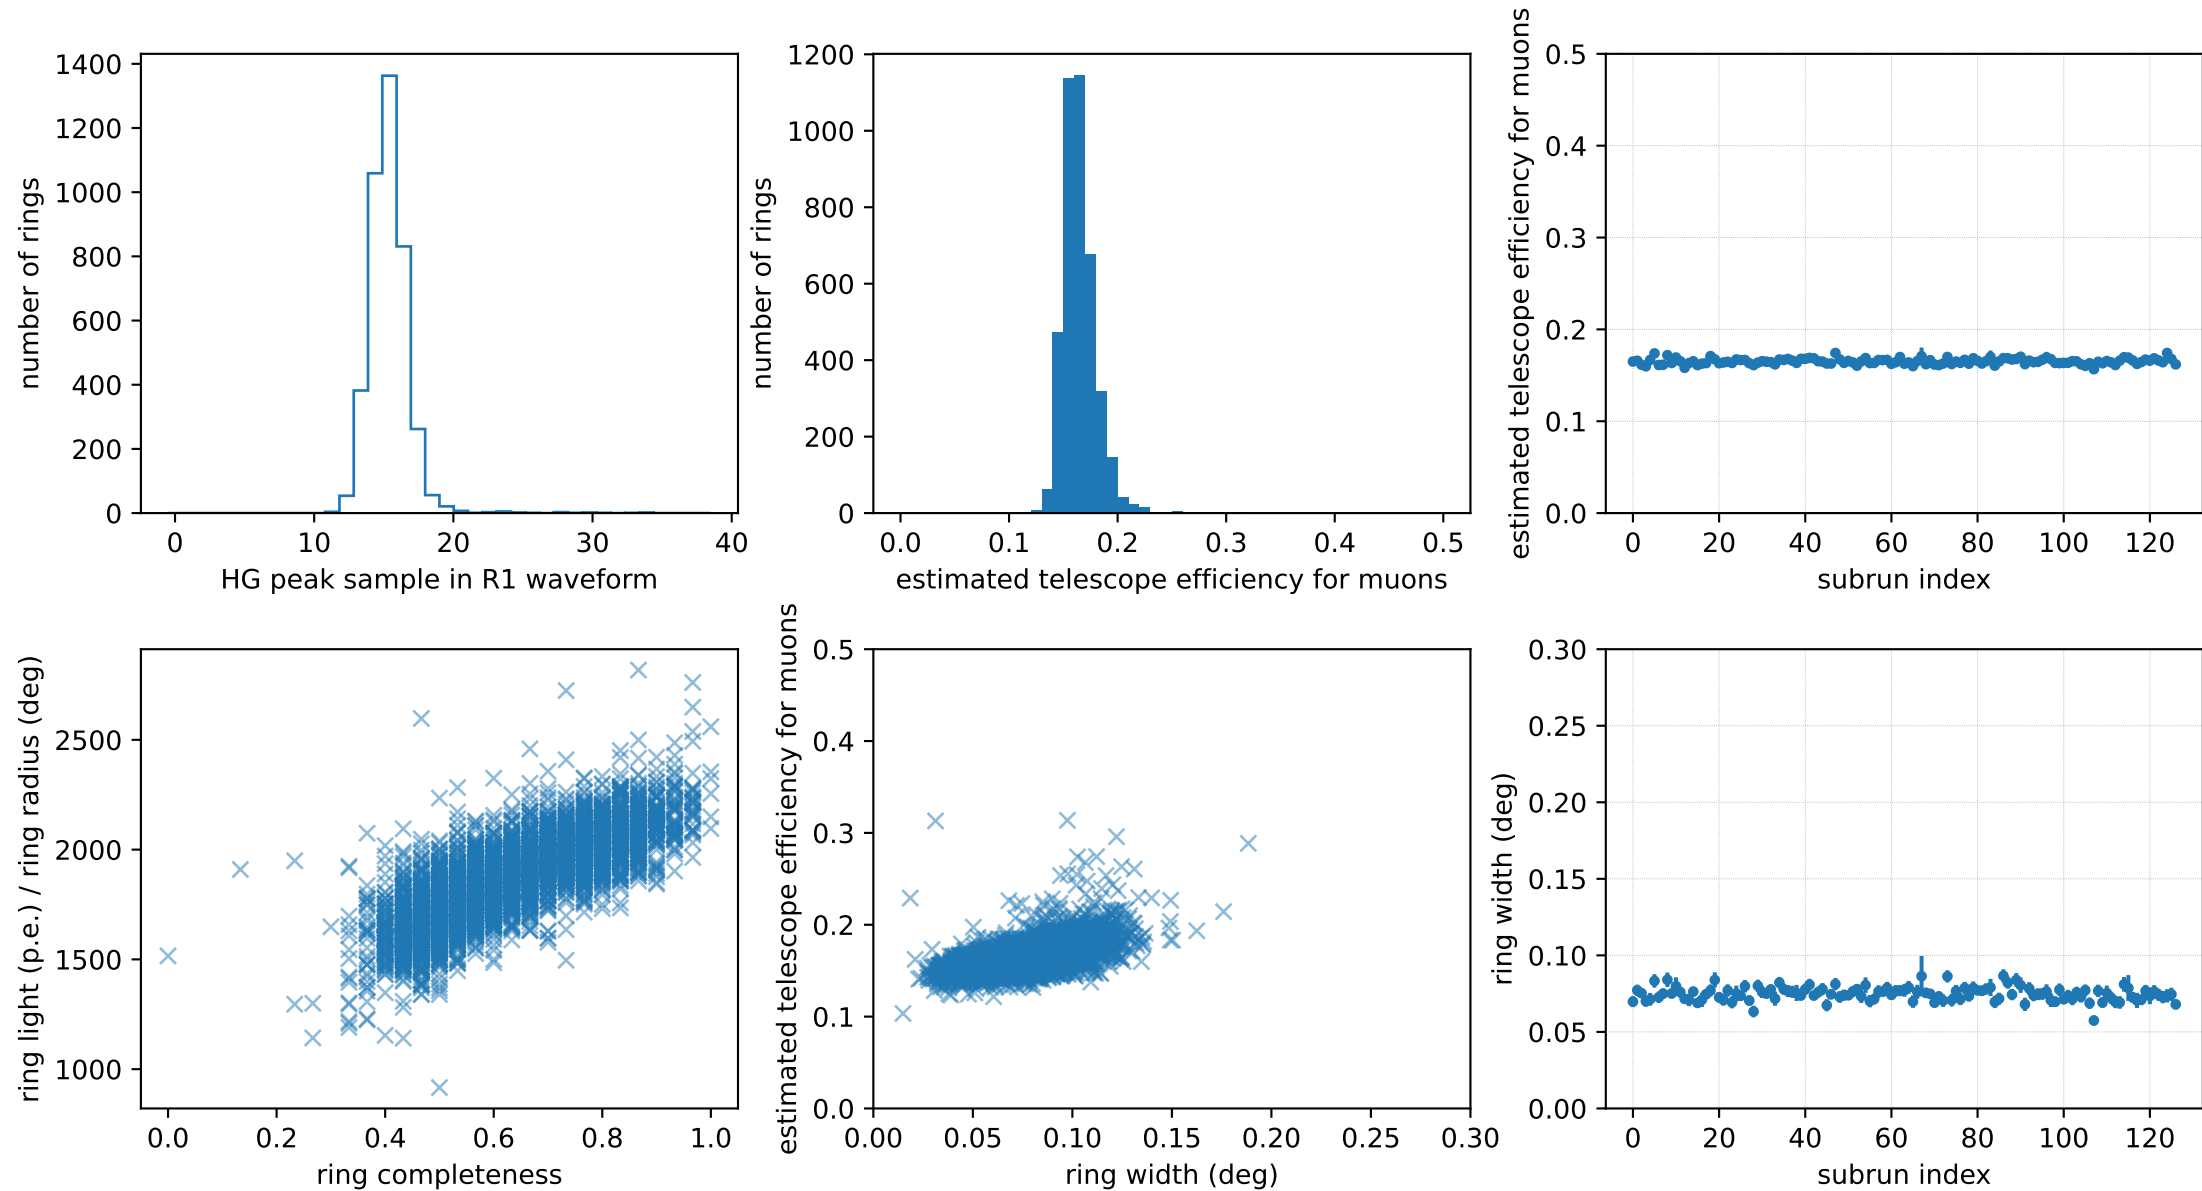 number of rings
1400
1200
1000
800
600
400
200
0
0 10 20 30 40
HG peak sample in R1 waveform
number of rings
1200
1000
800
600
400
200
0
0.0 0.1 0.2 0.3 0.4 0.5
estimated telescope efficiency for muons
estimated telescope efficiency for muons
0.5
0.4
0.3
0.2
0.1
0.0
0 20 40 60 80 100 120
subrun index
ring light (p.e.) / ring radius (deg)
2500
2000
1500
1000
0.0 0.2 0.4 0.6 0.8 1.0
ring completeness
estimated telescope efficiency for muons
0.5
0.4
0.3
0.2
0.1
0.0
0.00 0.05 0.10 0.15 0.20 0.25 0.30
ring width (deg)
ring width (deg)
0.30
0.25
0.20
0.15
0.10
0.05
0.00
0 20 40 60 80 100 120
subrun index